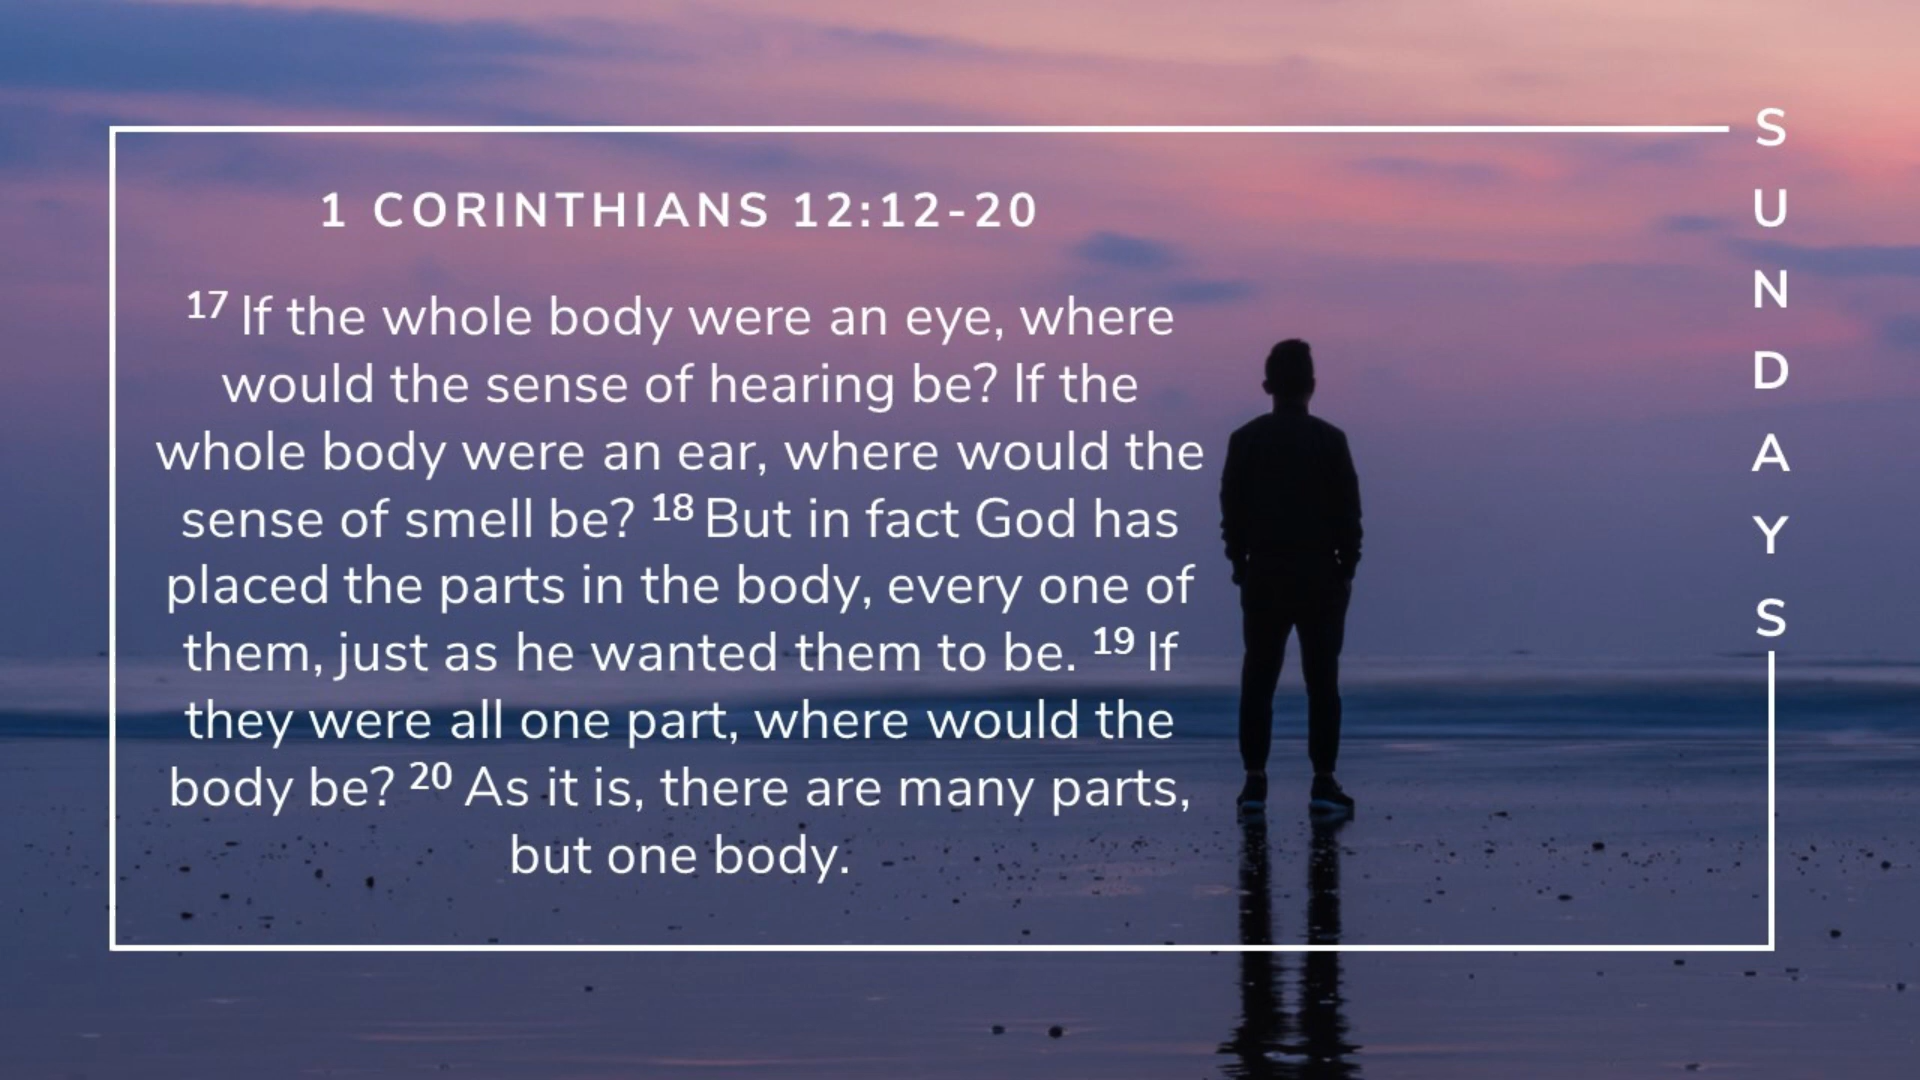 1 CORINTHIANS 12:12-20
17 If the whole body were an eye, where
would the sense of hearing be? If the
whole body were an ear, where would the
sense of smell be? 18 But in fact God has
placed the parts in the body, every one of
them, just as he wanted them to be. 19 If
they were all one part, where would the
body be? 20 As it is, there are many parts,
but one body.
SUNDAYS